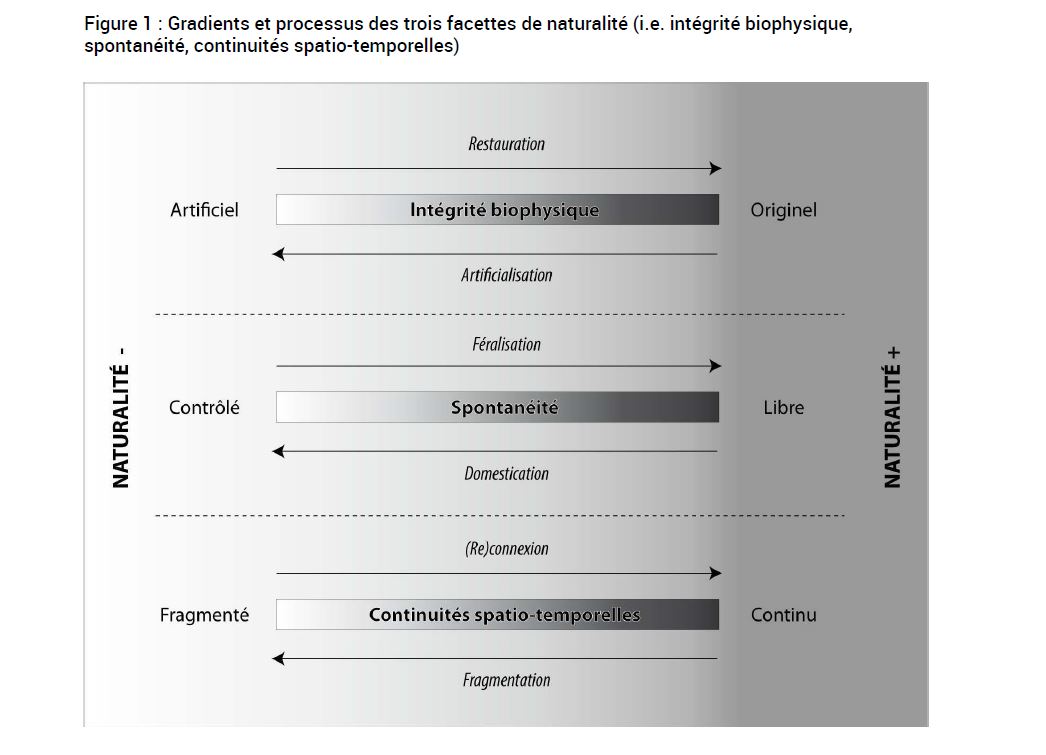 Figure 1 : Gradients et processus des trois facettes de naturalité (i.e. intégrité biophysique,
spontanéité, continuités spatio-temporelles)
Restauration
Artificiel
Intégrité biophysique
Originel
Artificialisation
Féralisation
NATURALITÉ -
Contrôlé
Spontanéité
Libre
NATURALITÉ +
Domestication
(Re)connexion
Fragmenté
Continuités spatio-temporelles
Continu
Fragmentation